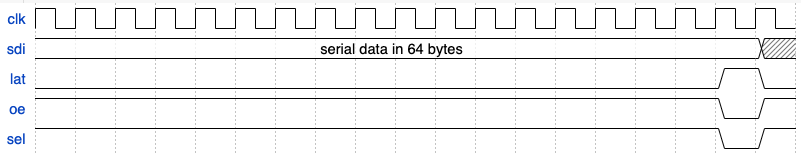 clk
sdi serial data in 64 bytes
lat
oe
sel